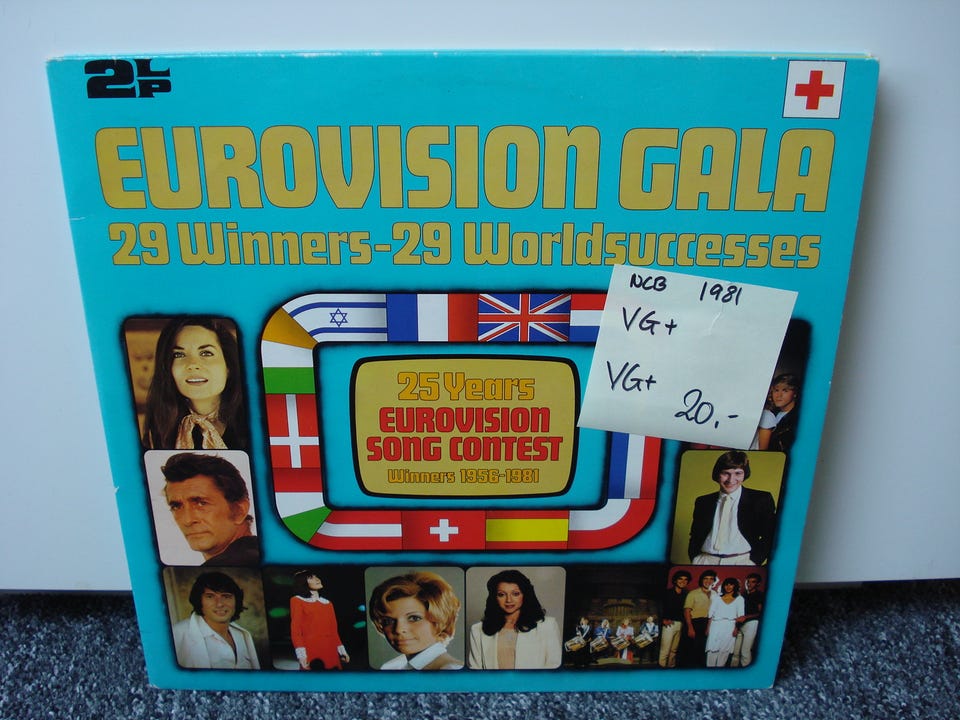 2LP
EUROVISION GALA
29 Winners-29 Worldsuccesses
NCB 1981
VG+
VG+
20,-
25 Years
EUROVISION
SONG CONTEST
Winners 1956-1981